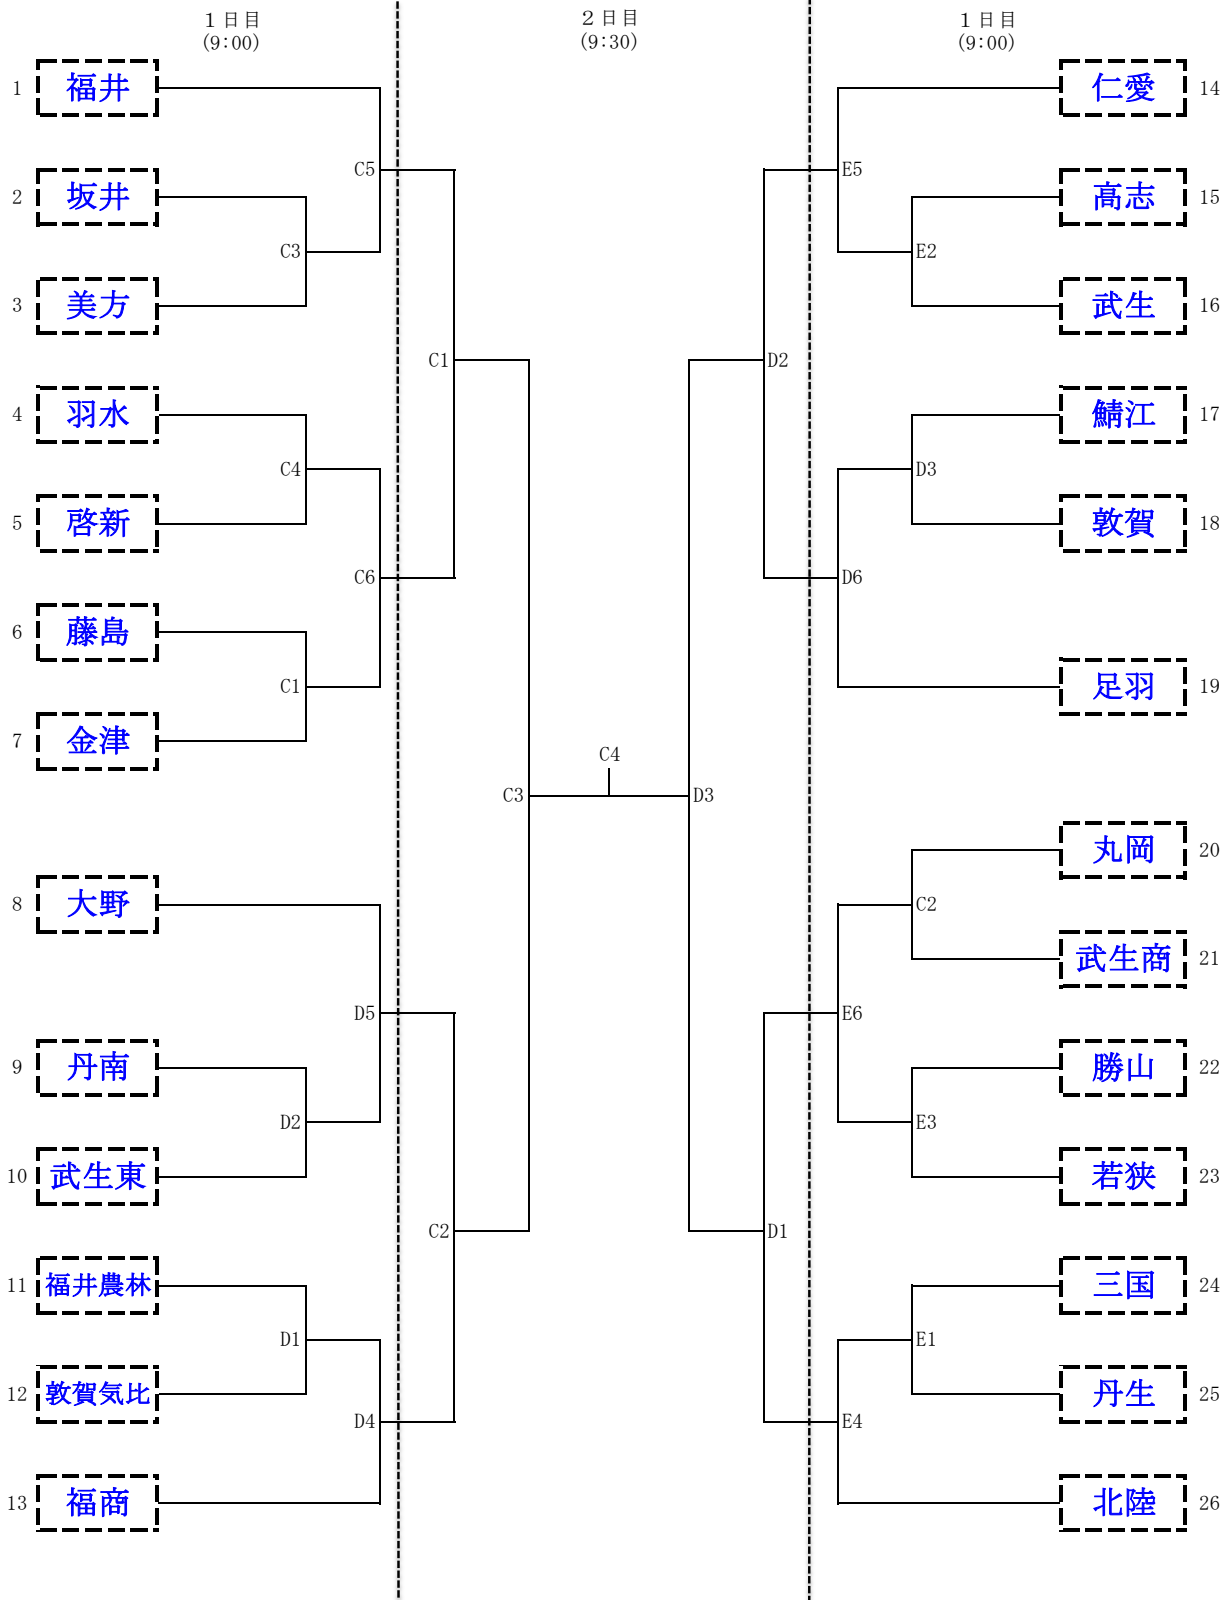 １日目
(9:00)
２日目
(9:30)
１日目
(9:00)
1 福井
2 坂井
3 美方
4 羽水
5 啓新
6 藤島
7 金津
8 大野
9 丹南
10 武生東
11 福井農林
12 敦賀気比
13 福商
C5
C3
C4
C6
C1
D5
D2
D1
D4
C1
C2
C3
C4
D3
D2
D1
E5
E2
D3
D6
C2
E6
E3
E1
E4
仁愛 14
高志 15
武生 16
鯖江 17
敦賀 18
足羽 19
丸岡 20
武生商 21
勝山 22
若狭 23
三国 24
丹生 25
北陸 26